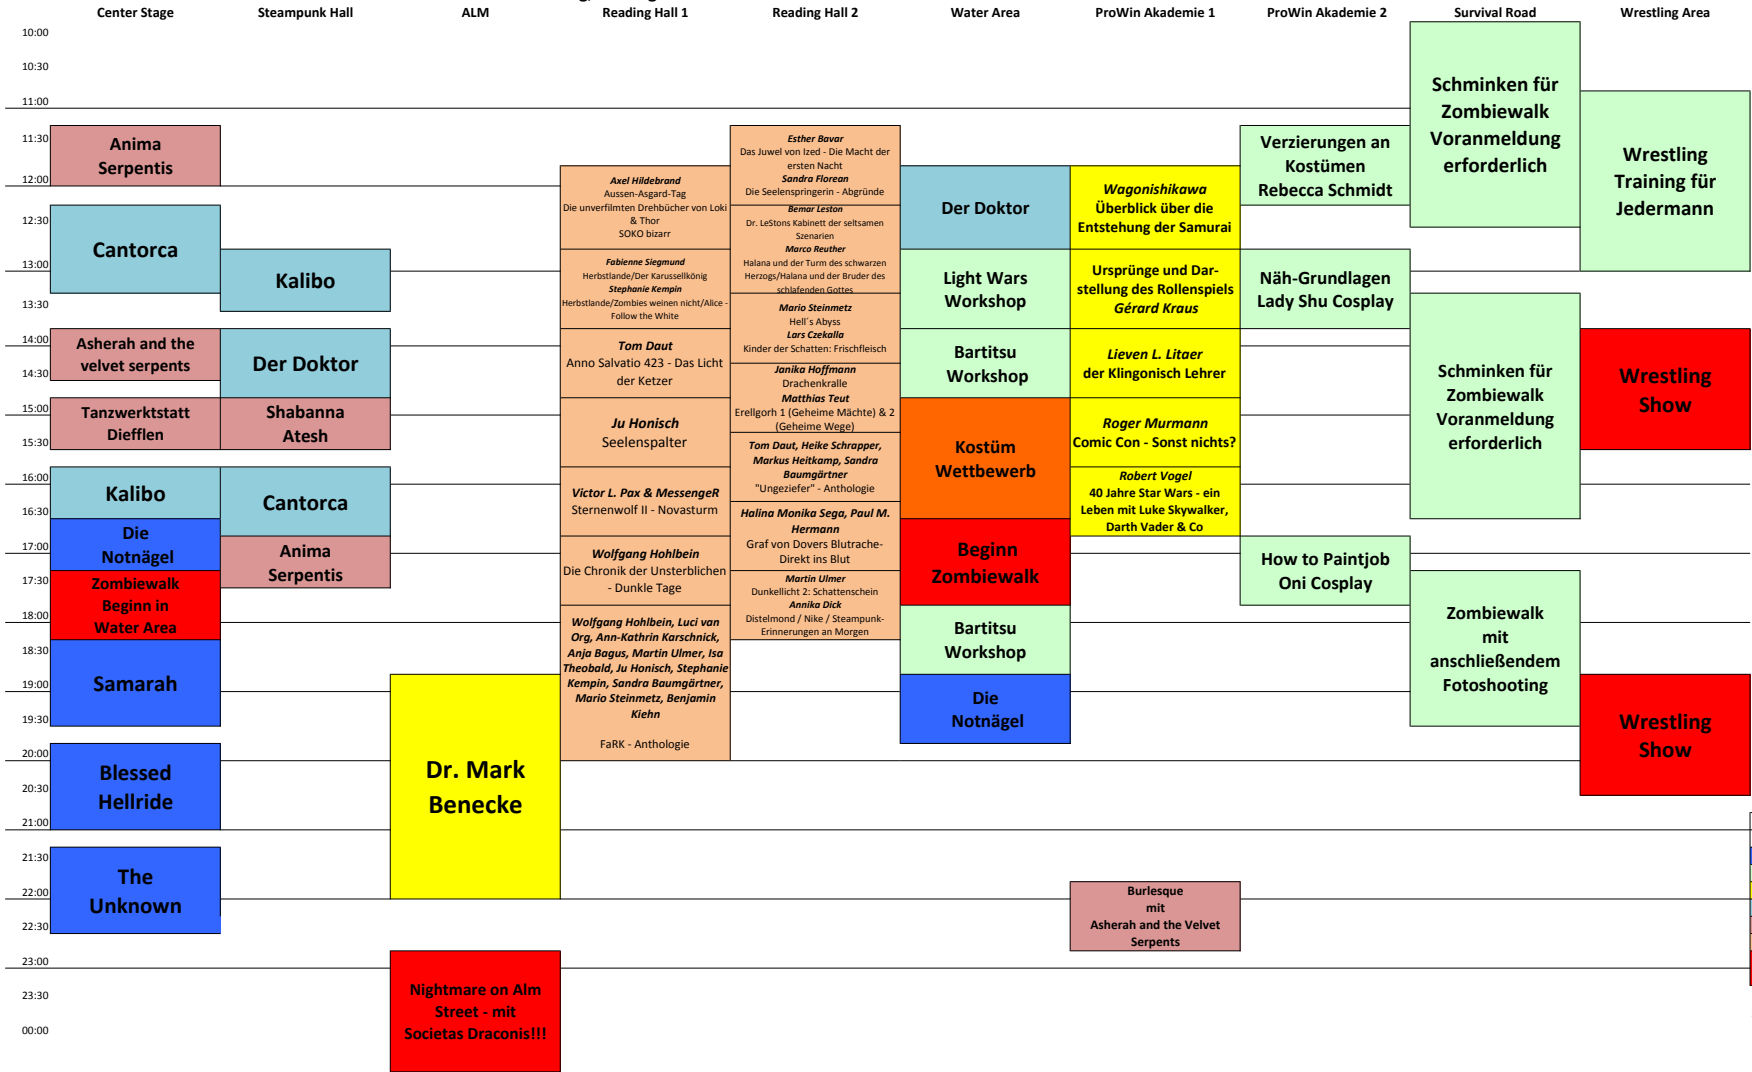 Center Stage
Steampunk Hall
ALM
Reading Hall 1
Reading Hall 2
Water Area
ProWin Akademie 1
ProWin Akademie 2
Survival Road
Wrestling Area
10:00
10:30
11:00
11:30
12:00
12:30
13:00
13:30
14:00
14:30
15:00
15:30
16:00
16:30
17:00
17:30
18:00
18:30
19:00
19:30
20:00
20:30
21:00
21:30
22:00
22:30
23:00
23:30
00:00
Anima
Serpentis
Cantorca
Asherah and the
velvet serpents
Tanzwerktstatt
Diefflen
Kalibo
Die
Notnägel
Zombiewalk
Beginn in
Water Area
Samarah
Blessed
Hellride
The
Unknown
Kalibo
Der Doktor
Shabanna
Atesh
Cantorca
Anima
Serpentis
Dr. Mark
Benecke
Nightmare on Alm
Street - mit
Societas Draconis!!!
Axel Hildebrand
Aussen-Asgard-Tag
Die unverfilmten Drehbücher von Loki
& Thor
SOKO bizarr
Fabienne Siegmund
Herbstlande/Der Karussellkönig
Stephanie Kempin
Herbstlande/Zombies weinen nicht/Alice -
Follow the White
Tom Daut
Anno Salvatio 423 - Das Licht
der Ketzer
Ju Honisch
Seelenspalter
Victor L. Pax & MessengeR
Sternenwolf II - Novasturm
Wolfgang Hohlbein
Die Chronik der Unsterblichen
- Dunkle Tage
Wolfgang Hohlbein, Luci van
Org, Ann-Kathrin Karschnick,
Anja Bagus, Martin Ulmer, Isa
Theobald, Ju Honisch, Stephanie
Kempin, Sandra Baumgärtner,
Mario Steinmetz, Benjamin
Kiehn
FaRK - Anthologie
Esther Bavar
Das Juwel von Ized - Die Macht der
ersten Nacht
Sandra Florean
Die Seelenspringerin - Abgründe
Bernar Leston
Dr. LeStons Kabinett der seltsamen
Szenarien
Marco Reuther
Halana und der Turm des schwarzen
Herzogs/Halana und der Bruder des
schlafenden Gottes
Mario Steinmetz
Hell´s Abyss
Lars Czekalla
Kinder der Schatten: Frischfleisch
Janika Hoffmann
Drachenkralle
Matthias Teut
Erellgorh 1 (Geheime Mächte) & 2
(Geheime Wege)
Tom Daut, Heike Schrapper,
Markus Heitkamp, Sandra
Baumgärtner
"Ungeziefer" - Anthologie
Halina Monika Sega, Paul M.
Hermann
Graf von Dovers Blutrache-
Direkt ins Blut
Martin Ulmer
Dunkellicht 2: Schattenschein
Annika Dick
Distelmond / Nike / Steampunk-
Erinnerungen an Morgen
Der Doktor
Light Wars
Workshop
Bartitsu
Workshop
Kostüm
Wettbewerb
Beginn
Zombiewalk
Bartitsu
Workshop
Die
Notnägel
Wagonishikawa
Überblick über die
Entstehung der Samurai
Ursprünge und Dar-
stellung des Rollenspiels
Gérard Kraus
Lieven L. Litaer
der Klingonisch Lehrer
Roger Murmann
Comic Con - Sonst nichts?
Robert Vogel
40 Jahre Star Wars - ein
Leben mit Luke Skywalker,
Darth Vader & Co
Burlesque
mit
Asherah and the Velvet
Serpents
Verzierungen an
Kostümen
Rebecca Schmidt
Näh-Grundlagen
Lady Shu Cosplay
How to Paintjob
Oni Cosplay
Schminken für
Zombiewalk
Voranmeldung
erforderlich
Schminken für
Zombiewalk
Voranmeldung
erforderlich
Zombiewalk
mit
anschließendem
Fotoshooting
Wrestling
Training für
Jedermann
Wrestling
Show
Wrestling
Show